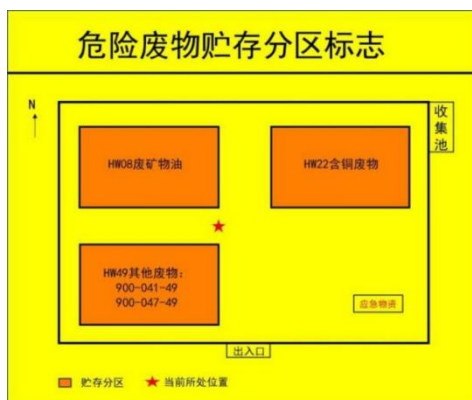 危险废物贮存分区标志
N
收集池
HW08废矿物油
HW22含铜废物
HW49其他废物：
900-041-49
900-047-49
应急物资
出入口
贮存分区
当前所处位置